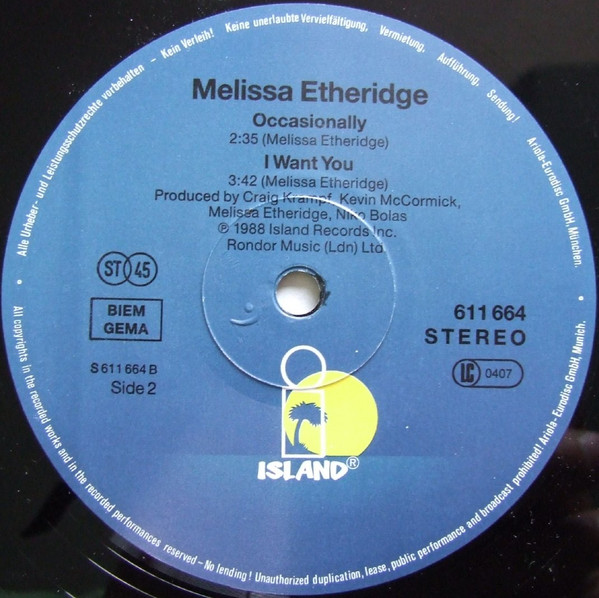 Alle Urheber- und Leistungsschutzrechte vorbehalten – Kein Verleih! Keine unerlaubte Vervielfältigung, Vermietung, Aufführung, Sendung! Ariola-Eurodisc GmbH, München.
Melissa Etheridge
Occasionally
2:35 (Melissa Etheridge)
I Want You
3:42 (Melissa Etheridge)
Produced by Craig Krampf, Kevin McCormick,
Melissa Etheridge, Niko Bolas
℗ 1988 Island Records Inc.
Rondor Music (Ldn) Ltd
ST 45
BIEM
GEMA
S 611 664 B
Side 2
611 664
STEREO
LC 0407
ISLAND®
All copyrights in the recorded works and in the recorded performances reserved – No lending! Unauthorized duplication, lease, public performance and broadcast prohibited! Ariola-Eurodisc GmbH, Munich.